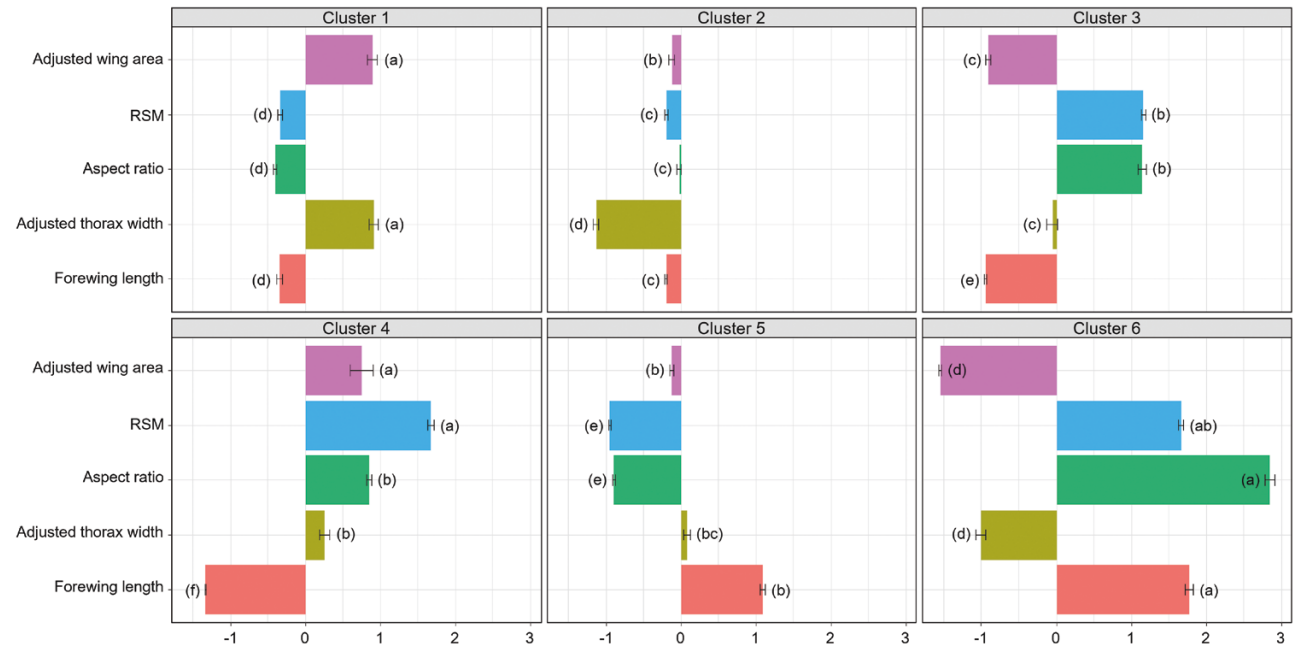 Cluster 1 Cluster 2 Cluster 3
Adjusted wing area (a) (b) (c)
RSM (d) (c) (b)
Aspect ratio (d) (c) (b)
Adjusted thorax width (a) (d) (c)
Forewing length (d) (c) (e)
Cluster 4 Cluster 5 Cluster 6
Adjusted wing area (a) (b) (d)
RSM (a) (e) (ab)
Aspect ratio (b) (e) (a)
Adjusted thorax width (b) (bc) (d)
Forewing length (f) (b) (a)
-1 0 1 2 3 -1 0 1 2 3 -1 0 1 2 3